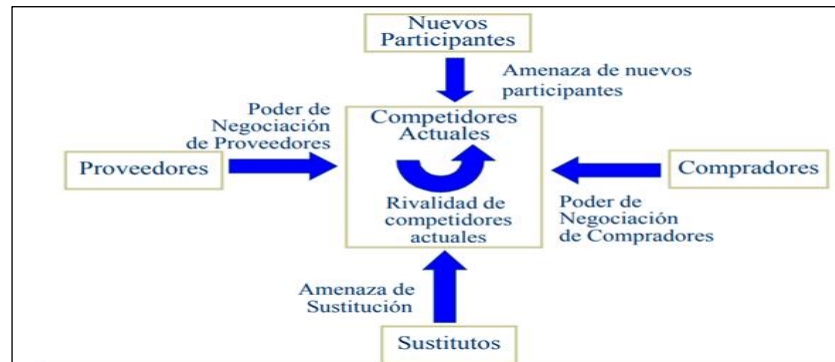 Nuevos
Participantes
Amenaza de nuevos
participantes
Poder de
Negociación
de Proveedores
Competidores
Actuales
Proveedores
Compradores
Rivalidad de
competidores
actuales
Poder de
Negociación
de Compradores
Amenaza de
Sustitución
Sustitutos